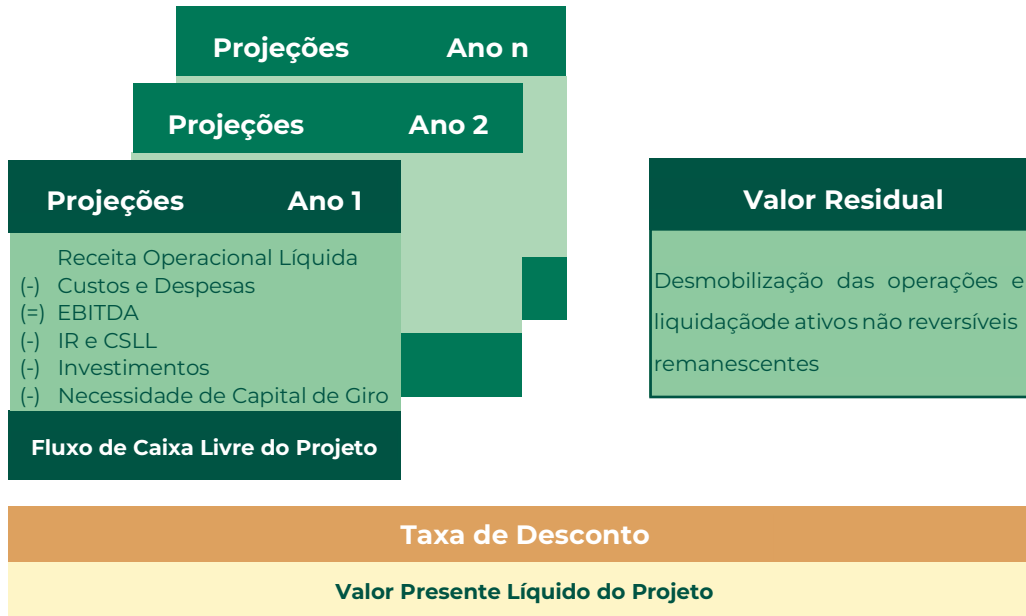 Projeções Ano n
Projeções Ano 2
Projeções Ano 1
Receita Operacional Líquida
(-) Custos e Despesas
(=) EBITDA
(-) IR e CSLL
(-) Investimentos
(-) Necessidade de Capital de Giro
Fluxo de Caixa Livre do Projeto
Valor Residual
Desmobilização das operações e
liquidaçãode ativos não reversíveis
remanescentes
Taxa de Desconto
Valor Presente Líquido do Projeto